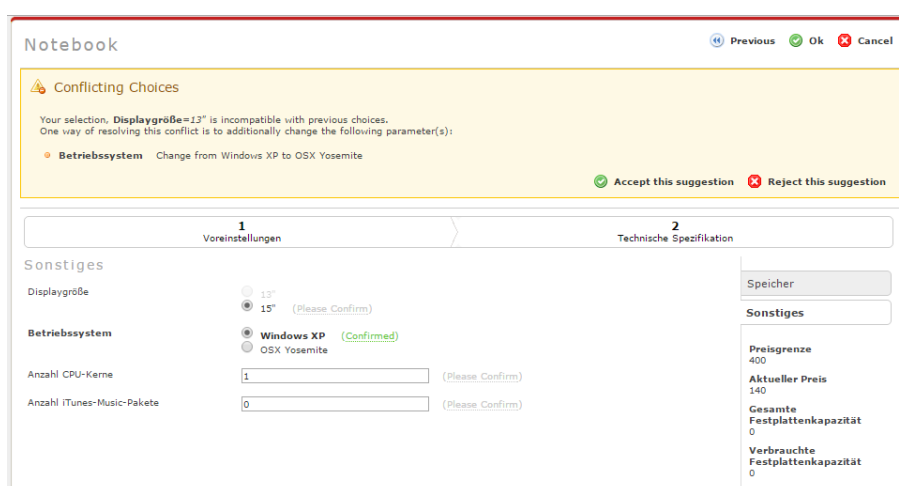 Notebook
Previous Ok Cancel
Conflicting Choices
Your selection, Displaygröße=13" is incompatible with previous choices.
One way of resolving this conflict is to additionally change the following parameter(s):
Betriebssystem Change from Windows XP to OSX Yosemite
Accept this suggestion Reject this suggestion
1
Voreinstellungen
2
Technische Spezifikation
Sonstiges
Displaygröße
13"
15" (Please Confirm)
Betriebssystem
Windows XP (Confirmed)
OSX Yosemite
Anzahl CPU-Kerne 1 (Please Confirm)
Anzahl iTunes-Music-Pakete 0 (Please Confirm)
Speicher
Sonstiges
Preisgrenze
400
Aktueller Preis
140
Gesamte
Festplattenkapazität
0
Verbrauchte
Festplattenkapazität
0